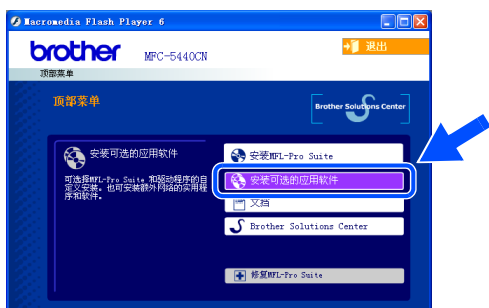 Macromedia Flash Player 6
brother MFC-5440CN
退出
顶部菜单
顶部菜单
Brother Solutions Center
安装可选的应用软件
可选择MFL-Pro Suite 和驱动程序的自
定义安装。也可安装额外网络的实用程
序和软件。
安装MFL-Pro Suite
安装可选的应用软件
文档
Brother Solutions Center
修复MFL-Pro Suite